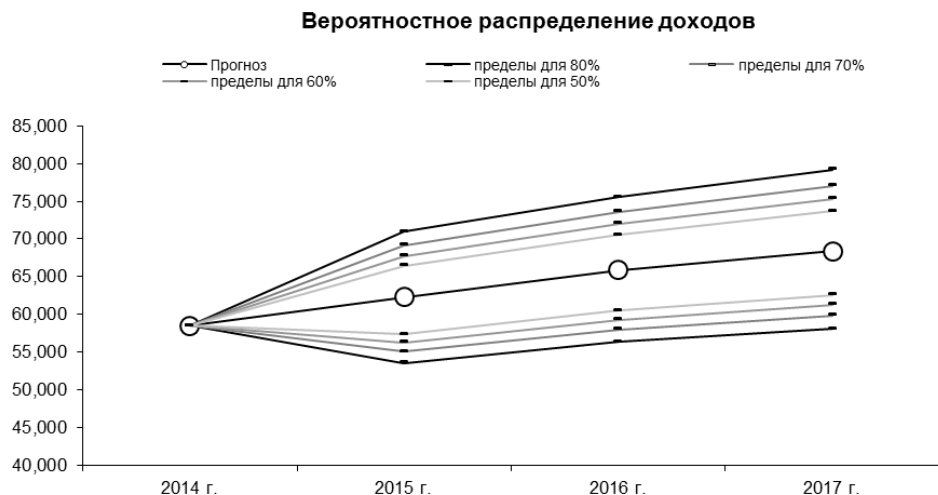 Вероятностное распределение доходов
Прогноз пределы для 80% пределы для 70%
пределы для 60% пределы для 50%
85,000
80,000
75,000
70,000
65,000
60,000
55,000
50,000
45,000
40,000
2014 г. 2015 г. 2016 г. 2017 г.